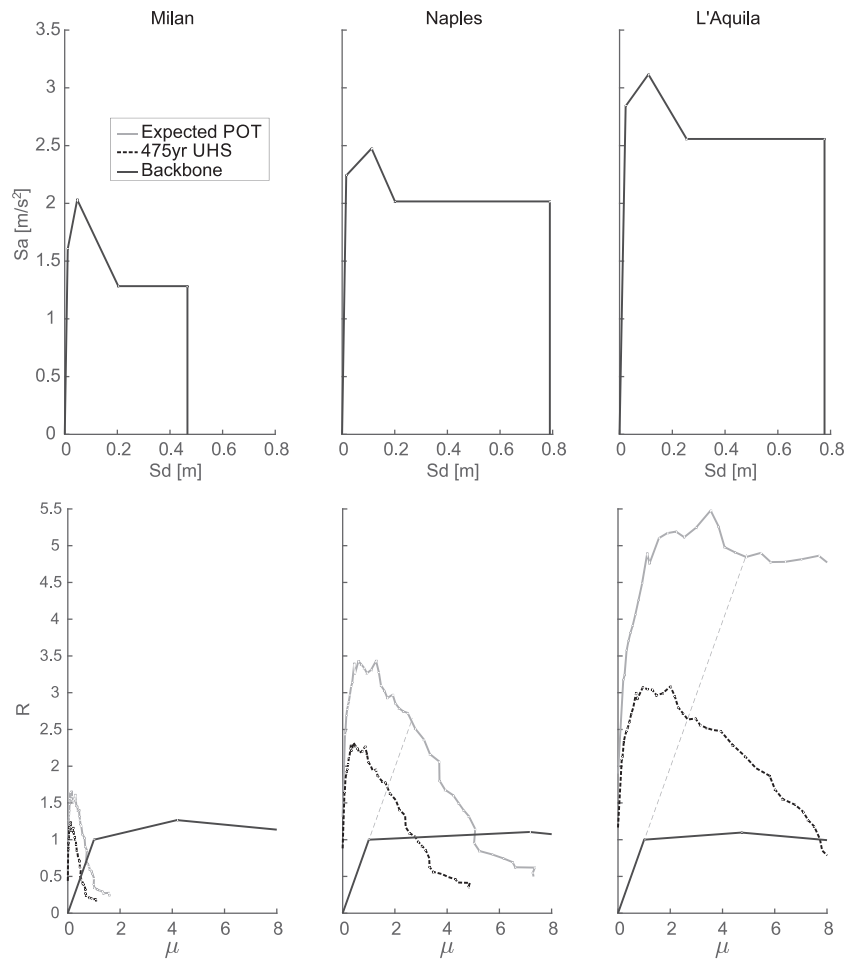 Milan
Naples
L'Aquila
3.5
3
2.5
2
1.5
1
0.5
0
Sa [m/s²]
Expected POT
475yr UHS
Backbone
0 0.2 0.4 0.6 0.8
0 0.2 0.4 0.6 0.8
0 0.2 0.4 0.6 0.8
Sd [m]
Sd [m]
Sd [m]
5.5
5
4.5
4
3.5
3
2.5
2
1.5
1
0.5
0
R
0 2 4 6 8
0 2 4 6 8
0 2 4 6 8
μ
μ
μ